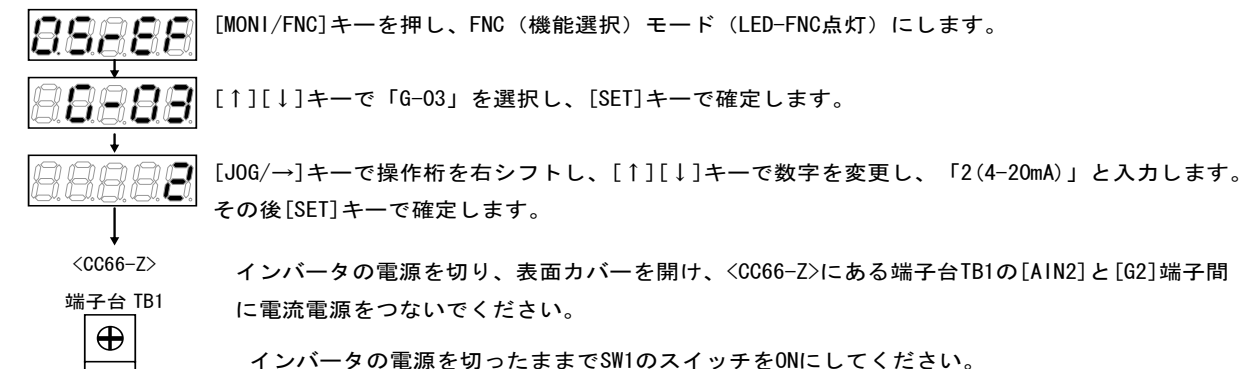 0.SrEF [MONI/FNC]キーを押し、FNC（機能選択）モード（LED-FNC点灯）にします。
G-03 [↑][↓]キーで「G-03」を選択し、[SET]キーで確定します。
2 [JOG/→]キーで操作桁を右シフトし、[↑][↓]キーで数字を変更し、「2(4-20mA)」と入力します。
その後[SET]キーで確定します。
<CC66-Z>
端子台 TB1
インバータの電源を切り、表面カバーを開け、<CC66-Z>にある端子台TB1の[AIN2]と[G2]端子間
に電流電源をつないでください。
インバータの電源を切ったままでSW1のスイッチをONにしてください。